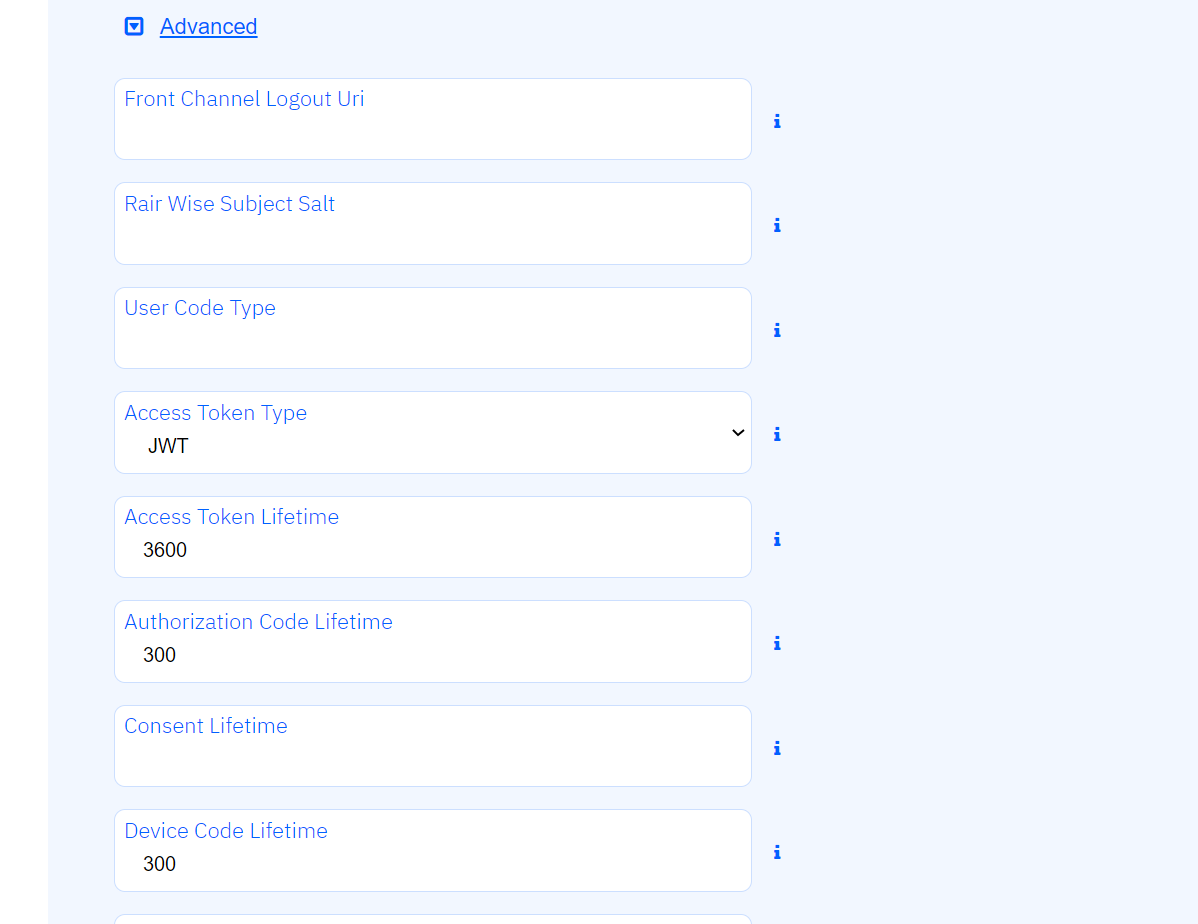 Advanced
Front Channel Logout Uri
Rair Wise Subject Salt
User Code Type
Access Token Type
JWT
Access Token Lifetime
3600
Authorization Code Lifetime
300
Consent Lifetime
Device Code Lifetime
300